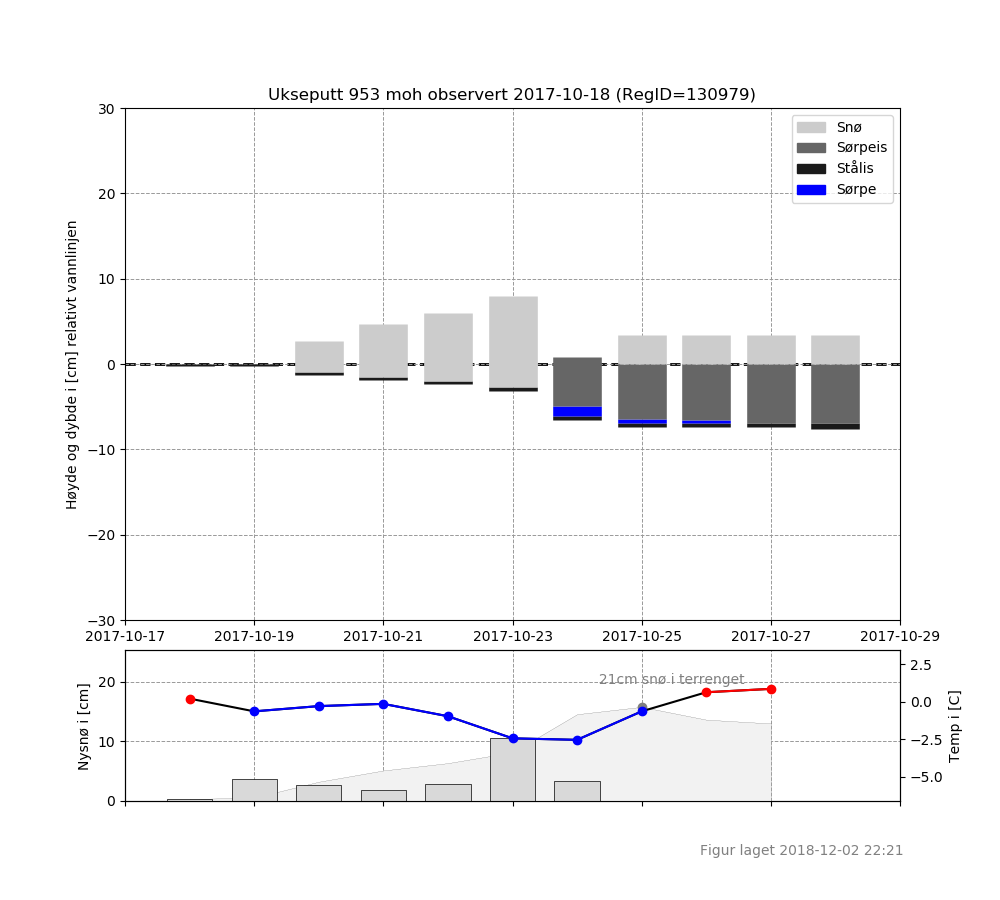 Ukseputt 953 moh observert 2017-10-18 (RegID=130979)
Høyde og dybde i [cm] relativt vannlinjen
30
20
10
0
−10
−20
−30
Snø
Sørpeis
Stålis
Sørpe
2017-10-17
2017-10-19
2017-10-21
2017-10-23
2017-10-25
2017-10-27
2017-10-29
Nysnø i [cm]
20
10
0
21cm snø i terrenget
2.5
0.0
−2.5
−5.0
Temp i [C]
Figur laget 2018-12-02 22:21